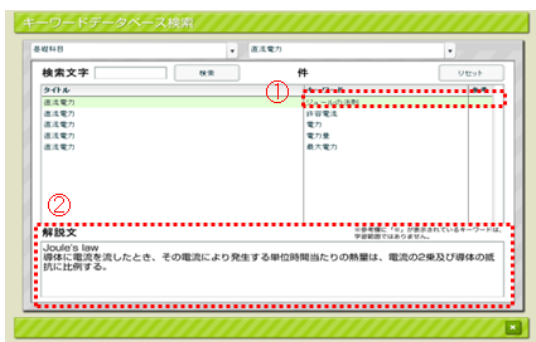 キーワードデータベース検索
基礎科目 直流電力
検索文字 検索 件 リセット
タイトル キーワード 参考
①
直流電力 ジュールの法則
直流電力 許容電流
直流電力 電力
直流電力 電力量
直流電力 最大電力
②
解説文
※参考欄に「※」が表示されているキーワードは、
学習範囲ではありません。
Joule's law
導体に電流を流したとき、その電流により発生する単位時間当たりの熱量は、電流の2乗及び導体の抵
抗に比例する。